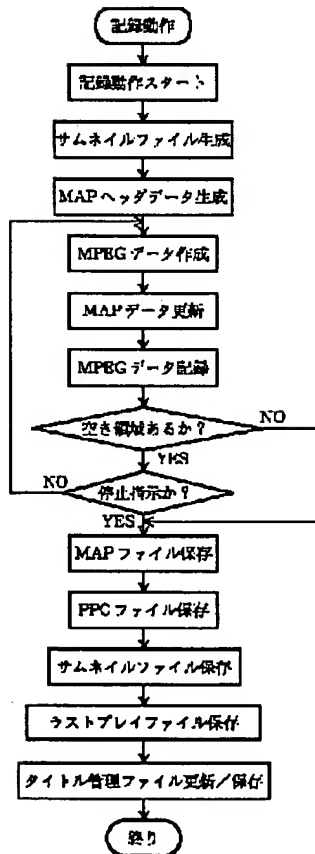 記録動作
記録動作スタート
サムネイルファイル生成
MAPヘッダデータ生成
MPEGデータ作成
MAPデータ更新
MPEGデータ記録
空き領域あるか？
NO
YES
停止指示か？
NO
YES
MAPファイル保存
PPCファイル保存
サムネイルファイル保存
ラストプレイファイル保存
タイトル管理ファイル更新／保存
終り